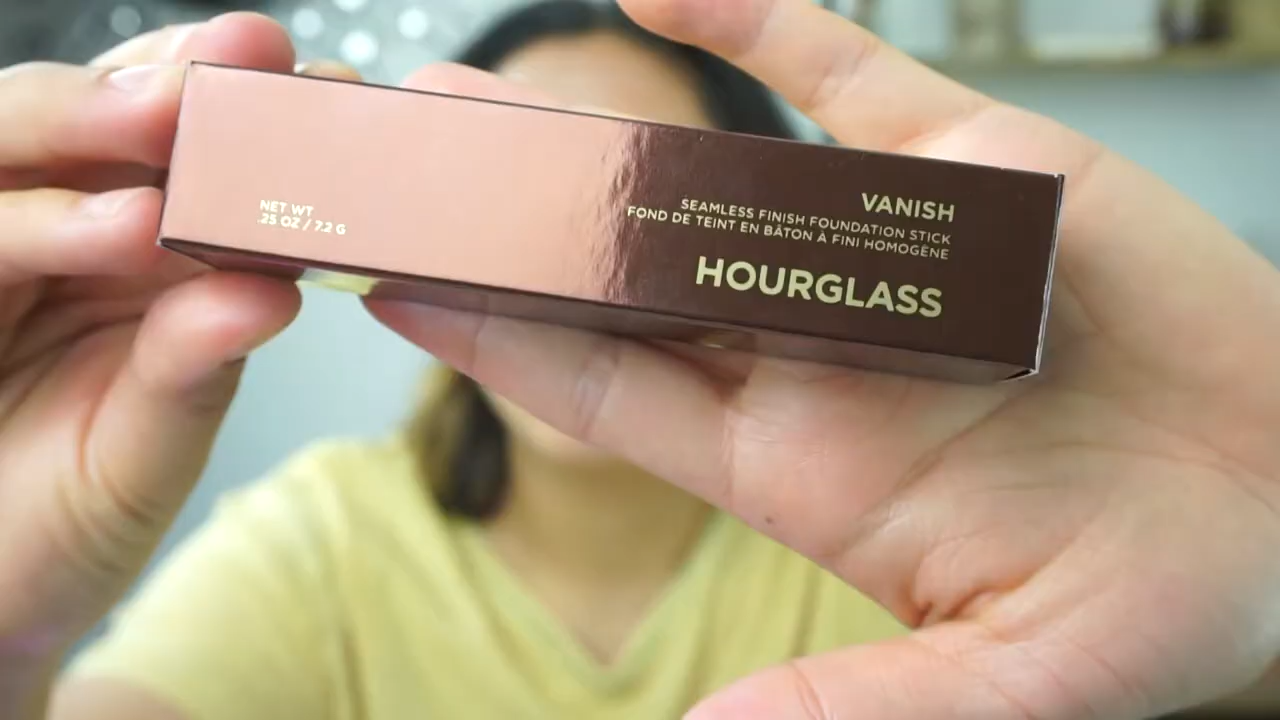 NET WT
.25 OZ / 7.2 G
VANISH
SEAMLESS FINISH FOUNDATION STICK
FOND DE TEINT EN BÂTON À FINI HOMOGÈNE
HOURGLASS